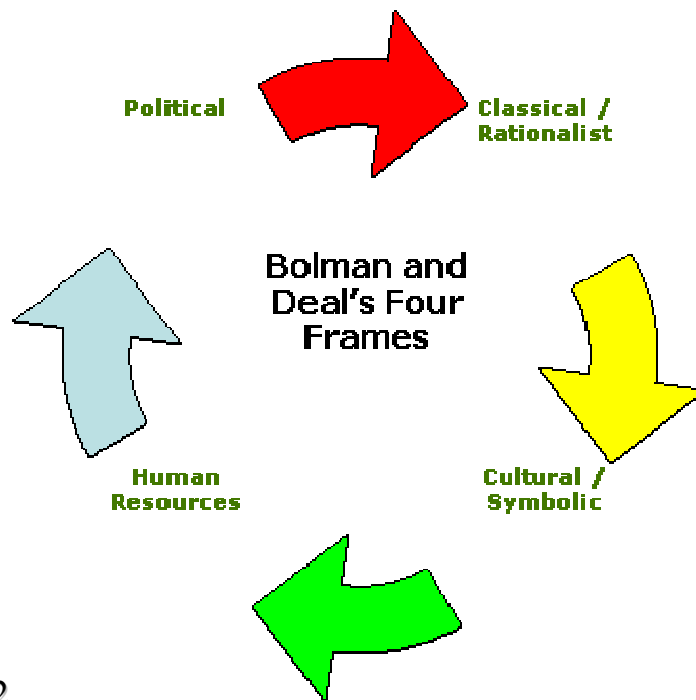 Political
Classical /
Rationalist
Bolman and
Deal's Four
Frames
Human
Resources
Cultural /
Symbolic